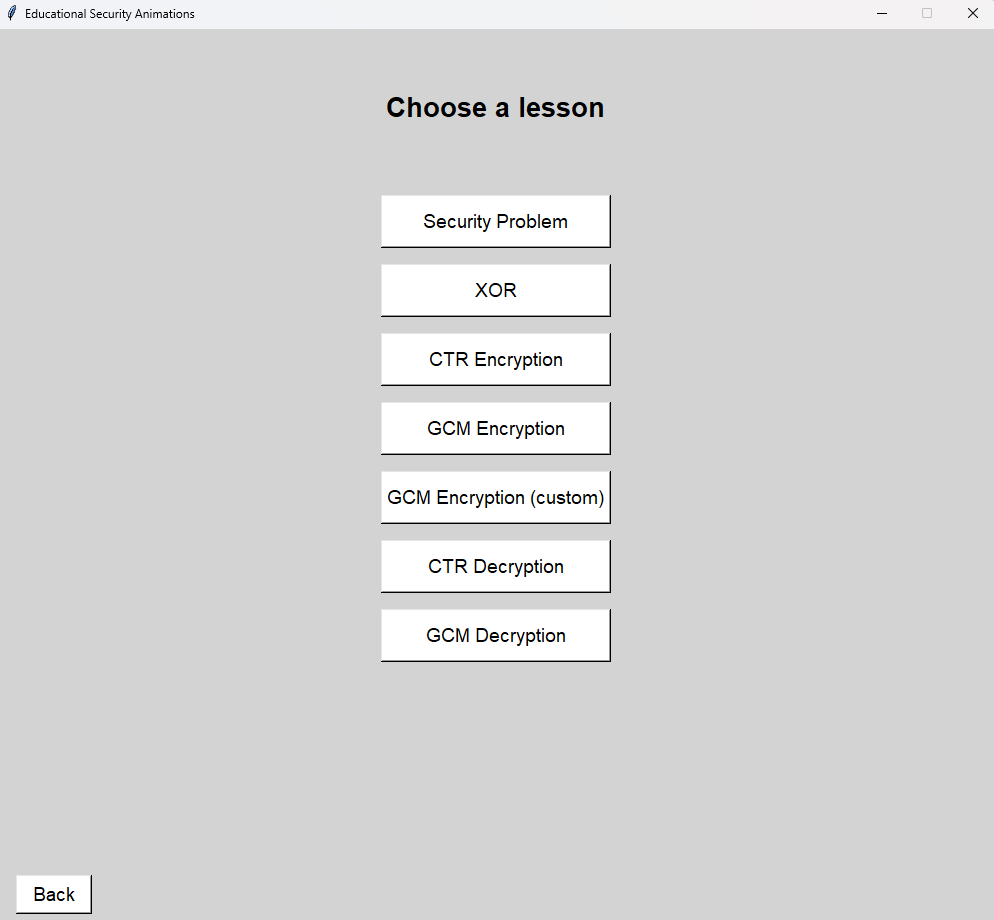 Educational Security Animations
Choose a lesson
Security Problem
XOR
CTR Encryption
GCM Encryption
GCM Encryption (custom)
CTR Decryption
GCM Decryption
Back